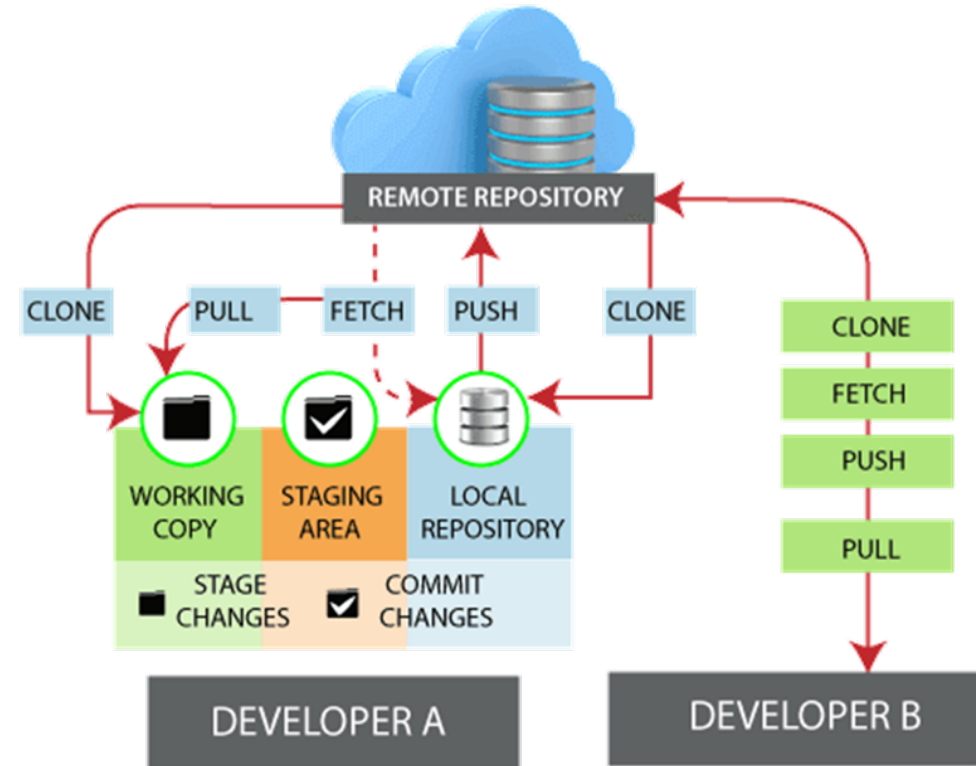 REMOTE REPOSITORY
CLONE
PULL
FETCH
PUSH
CLONE
CLONE
FETCH
PUSH
PULL
WORKING
COPY
STAGING
AREA
LOCAL
REPOSITORY
STAGE
CHANGES
COMMIT
CHANGES
DEVELOPER A
DEVELOPER B